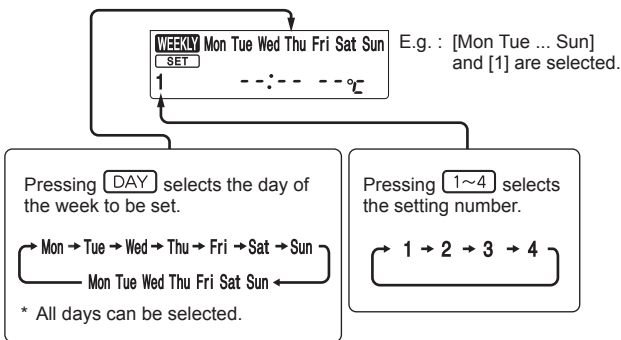 WEEKLY Mon Tue Wed Thu Fri Sat Sun
SET
1 --:-- --°C
E.g. : [Mon Tue ... Sun]
and [1] are selected.
Pressing DAY selects the day of
the week to be set.
Mon → Tue → Wed → Thu → Fri → Sat → Sun
Mon Tue Wed Thu Fri Sat Sun
* All days can be selected.
Pressing 1~4 selects
the setting number.
1 → 2 → 3 → 4